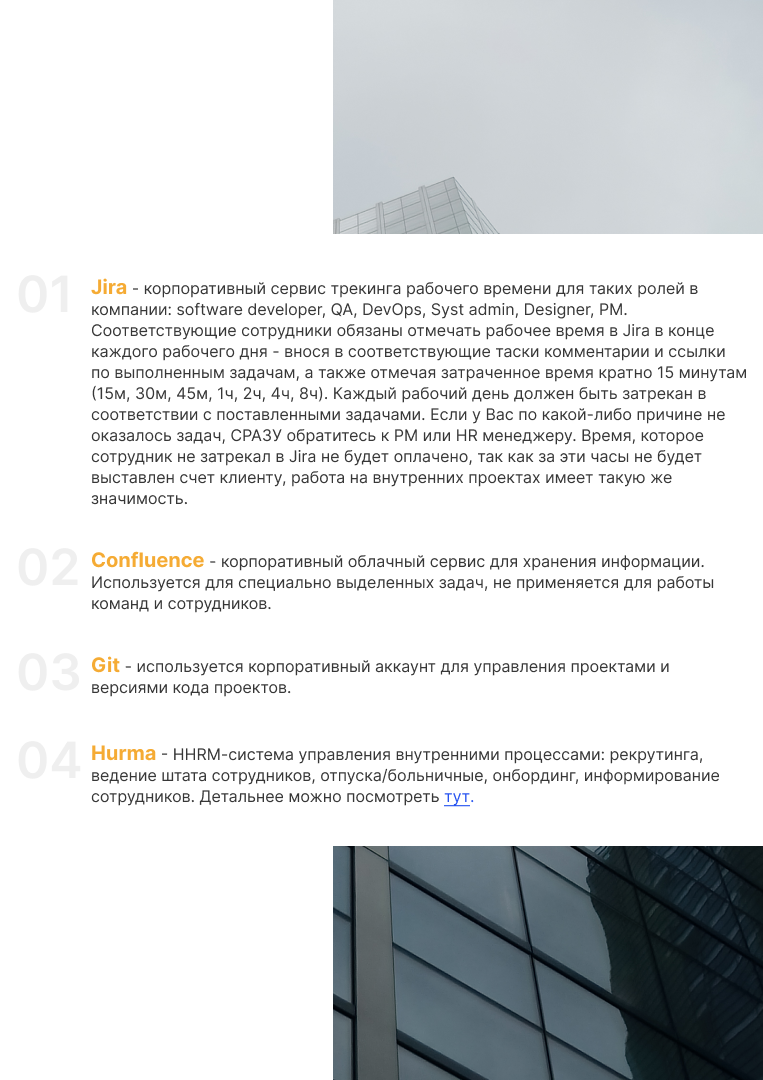 01
Jira - корпоративный сервис трекинга рабочего времени для таких ролей в
компании: software developer, QA, DevOps, Syst admin, Designer, PM.
Соответствующие сотрудники обязаны отмечать рабочее время в Jira в конце
каждого рабочего дня - внося в соответствующие таски комментарии и ссылки
по выполненным задачам, а также отмечая затраченное время кратно 15 минутам
(15м, 30м, 45м, 1ч, 2ч, 4ч, 8ч). Каждый рабочий день должен быть затрекан в
соответствии с поставленными задачами. Если у Вас по какой-либо причине не
оказалось задач, СРАЗУ обратитесь к PM или HR менеджеру. Время, которое
сотрудник не затрекал в Jira не будет оплачено, так как за эти часы не будет
выставлен счет клиенту, работа на внутренних проектах имеет такую же
значимость.
02
Confluence - корпоративный облачный сервис для хранения информации.
Используется для специально выделенных задач, не применяется для работы
команд и сотрудников.
03
Git - используется корпоративный аккаунт для управления проектами и
версиями кода проектов.
04
Hurma - HHRM-система управления внутренними процессами: рекрутинга,
ведение штата сотрудников, отпуска/больничные, онбординг, информирование
сотрудников. Детальнее можно посмотреть тут.